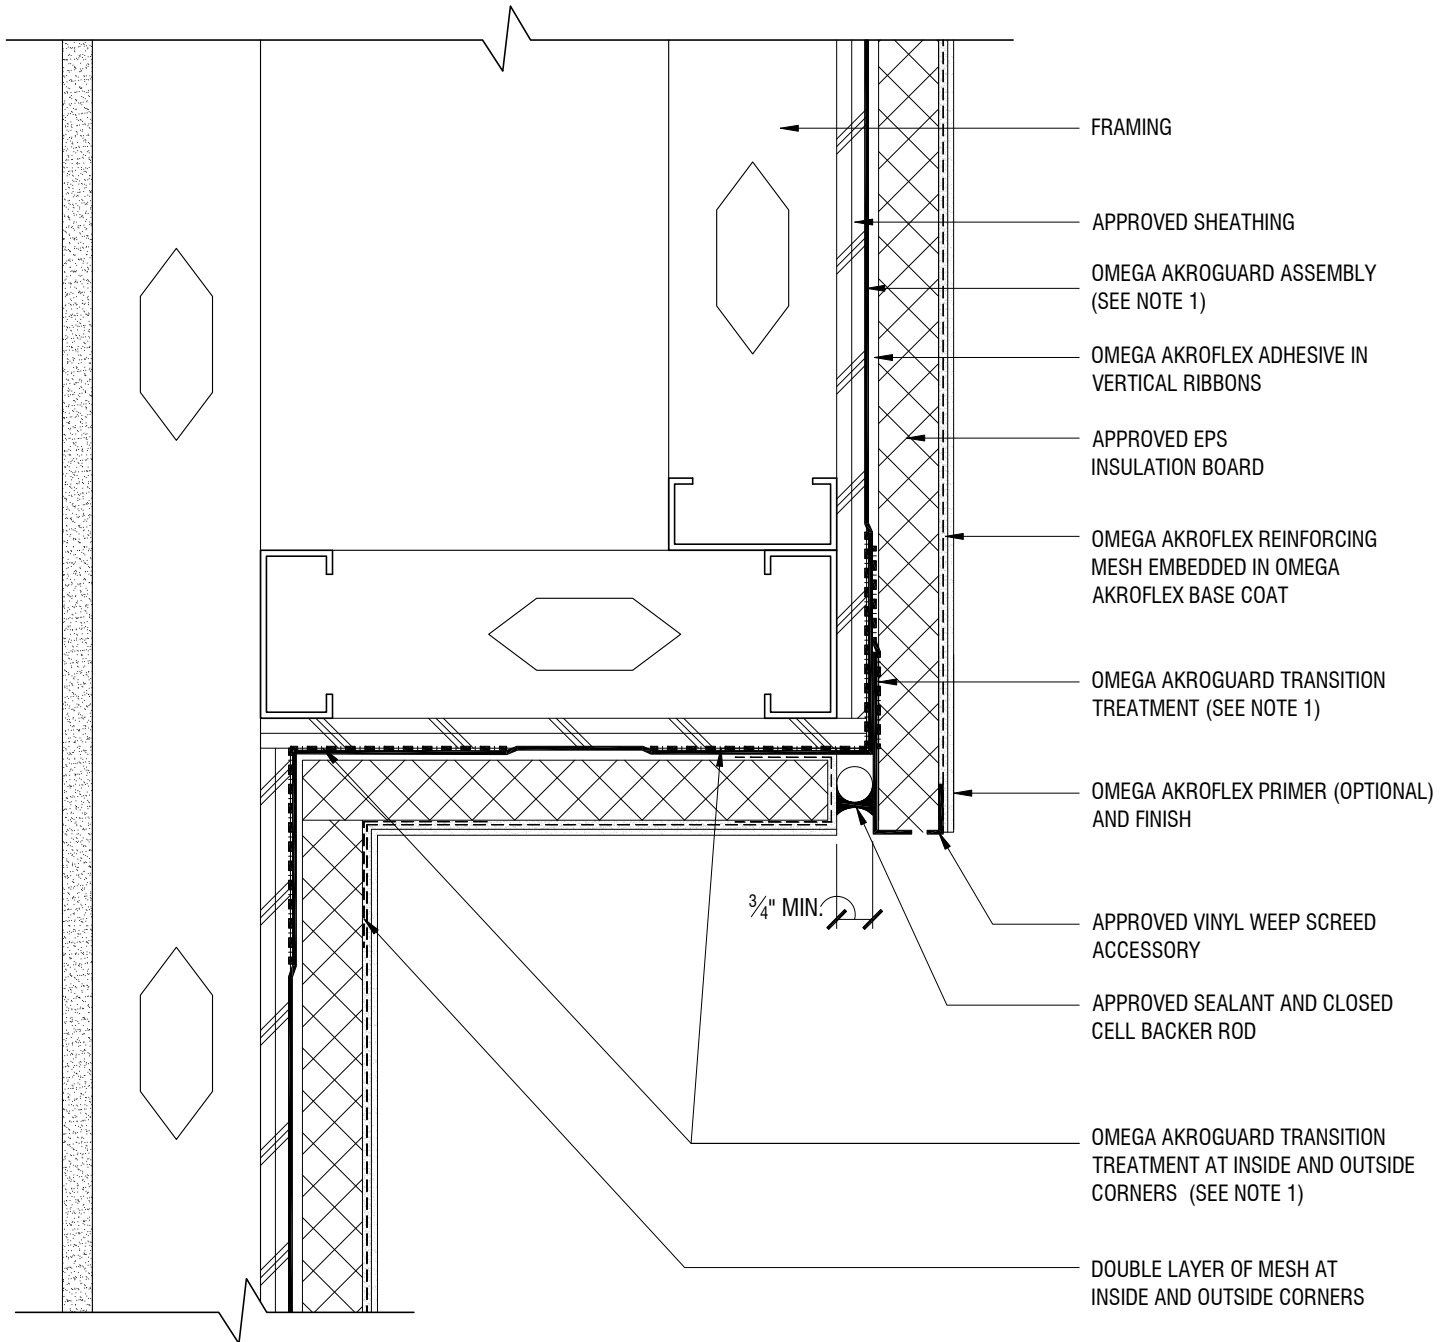 FRAMING
APPROVED SHEATHING
OMEGA AKROGUARD ASSEMBLY
(SEE NOTE 1)
OMEGA AKROFLEX ADHESIVE IN
VERTICAL RIBBONS
APPROVED EPS
INSULATION BOARD
OMEGA AKROFLEX REINFORCING
MESH EMBEDDED IN OMEGA
AKROFLEX BASE COAT
OMEGA AKROGUARD TRANSITION
TREATMENT (SEE NOTE 1)
OMEGA AKROFLEX PRIMER (OPTIONAL)
AND FINISH
3/4" MIN.
APPROVED VINYL WEEP SCREED
ACCESSORY
APPROVED SEALANT AND CLOSED
CELL BACKER ROD
OMEGA AKROGUARD TRANSITION
TREATMENT AT INSIDE AND OUTSIDE
CORNERS (SEE NOTE 1)
DOUBLE LAYER OF MESH AT
INSIDE AND OUTSIDE CORNERS